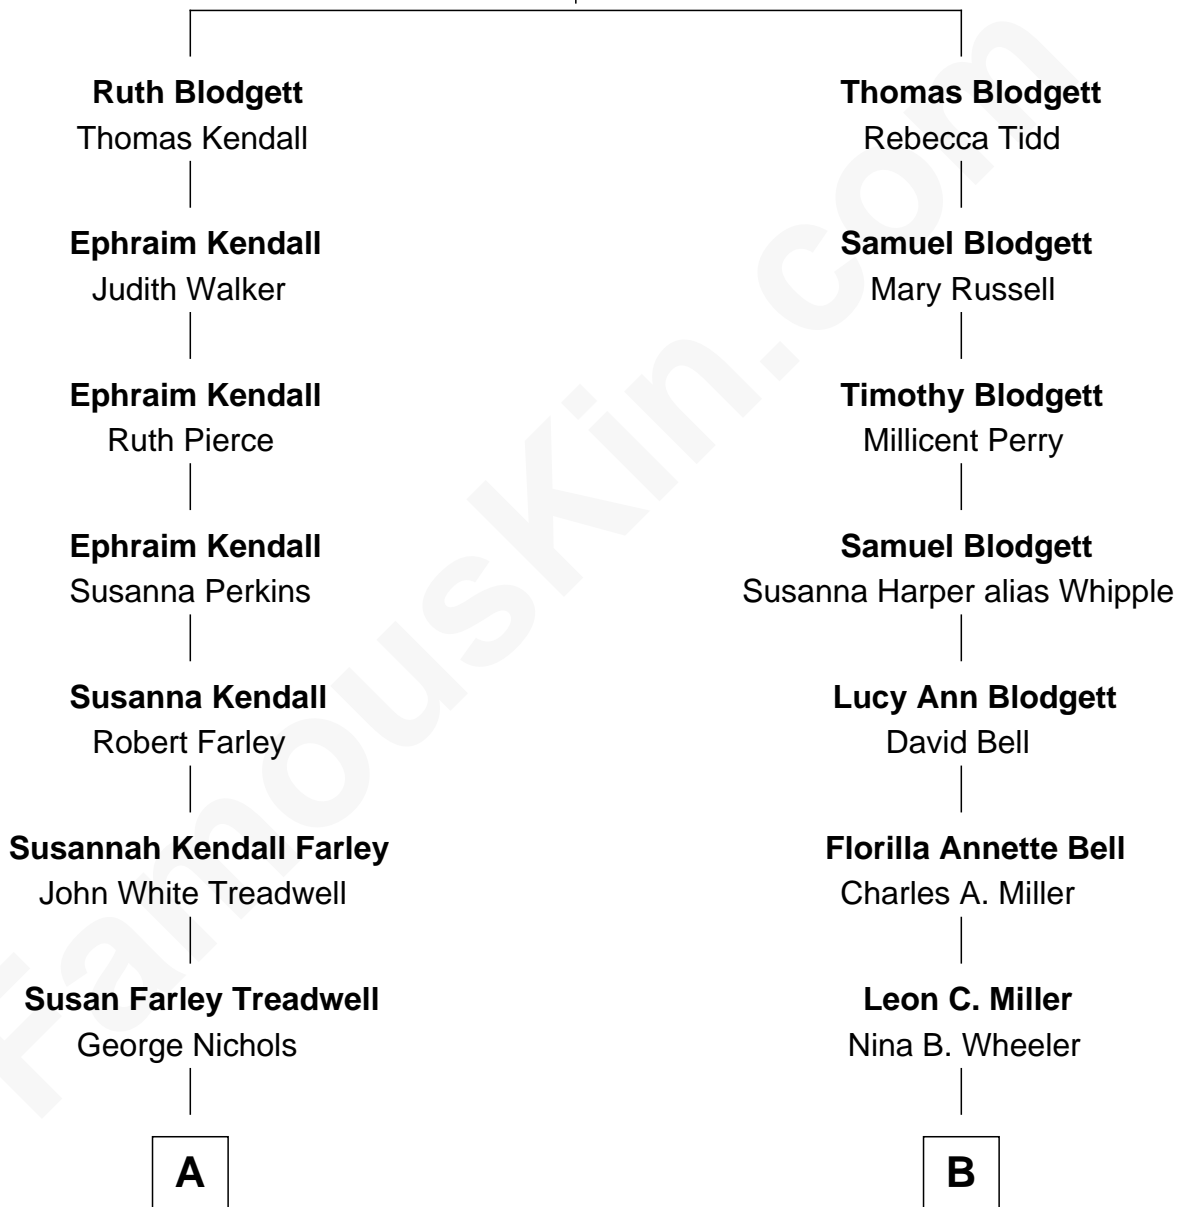 Ruth Blodgett
Thomas Kendall
Ephraim Kendall
Judith Walker
Ephraim Kendall
Ruth Pierce
Ephraim Kendall
Susanna Perkins
Susanna Kendall
Robert Farley
Susannah Kendall Farley
John White Treadwell
Susan Farley Treadwell
George Nichols
A
Thomas Blodgett
Rebecca Tidd
Samuel Blodgett
Mary Russell
Timothy Blodgett
Millicent Perry
Samuel Blodgett
Susanna Harper alias Whipple
Lucy Ann Blodgett
David Bell
Florilla Annette Bell
Charles A. Miller
Leon C. Miller
Nina B. Wheeler
B
FamousKin.com